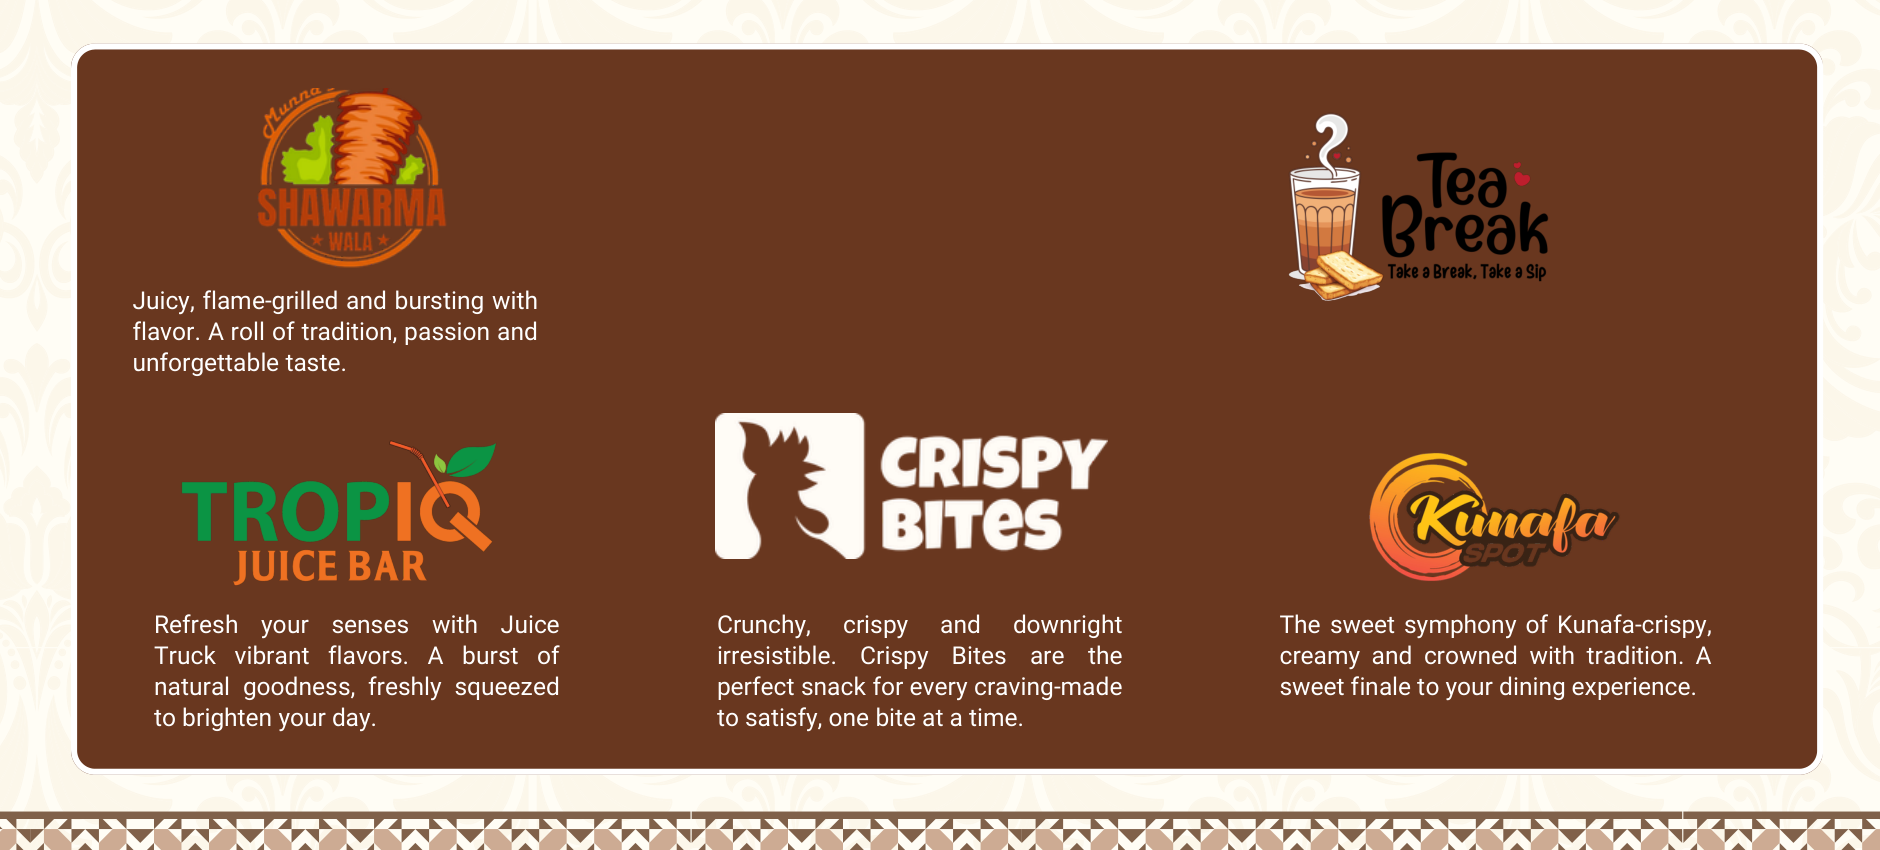 Munna's
SHAWARMA
WALA
Juicy, flame-grilled and bursting with
flavor. A roll of tradition, passion and
unforgettable taste.
Tea
Break
Take a Break, Take a Sip
TROPIQ
JUICE BAR
Refresh your senses with Juice
Truck vibrant flavors. A burst of
natural goodness, freshly squeezed
to brighten your day.
CRISPY
BITes
Crunchy, crispy and downright
irresistible. Crispy Bites are the
perfect snack for every craving-made
to satisfy, one bite at a time.
Kunafa
SPOT
The sweet symphony of Kunafa-crispy,
creamy and crowned with tradition. A
sweet finale to your dining experience.